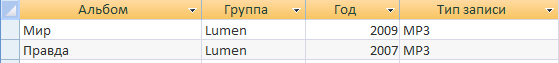 Альбом Группа Год Тип записи
Мир Lumen 2009 MP3
Правда Lumen 2007 MP3